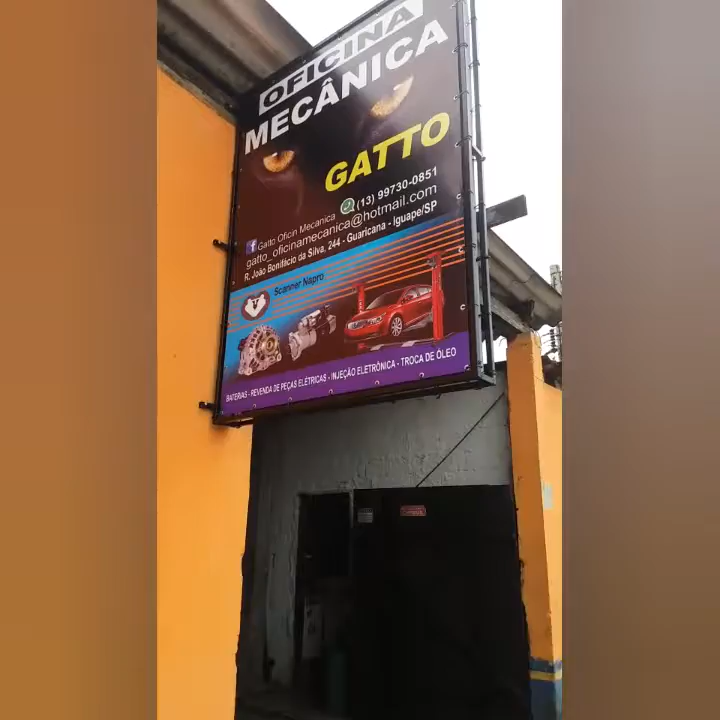 OFICINA
MECÂNICA
GATTO
(13) 99730-0851
Gatto Oficin Mecanica
gatto_oficinamecanica@hotmail.com
R. João Bonifácio da Silva, 244 - Guaricana - Iguape/SP
Scanner Napro
BATERIAS - REVENDA DE PEÇAS ELÉTRICAS - INJEÇÃO ELETRÔNICA - TROCA DE ÓLEO